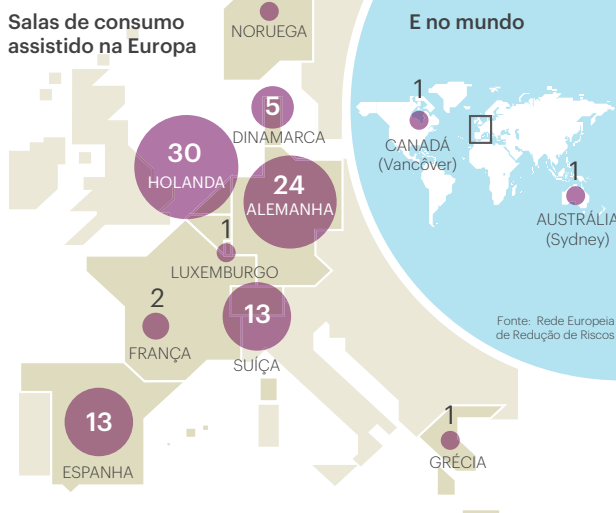 Salas de consumo
assistido na Europa
NORUEGA
5
DINAMARCA
30
HOLANDA
24
ALEMANHA
1
LUXEMBURGO
2
FRANÇA
13
SUÍÇA
13
ESPANHA
1
GRÉCIA
E no mundo
1
CANADÁ
(Vancôver)
1
AUSTRÁLIA
(Sydney)
Fonte: Rede Europeia
de Redução de Riscos